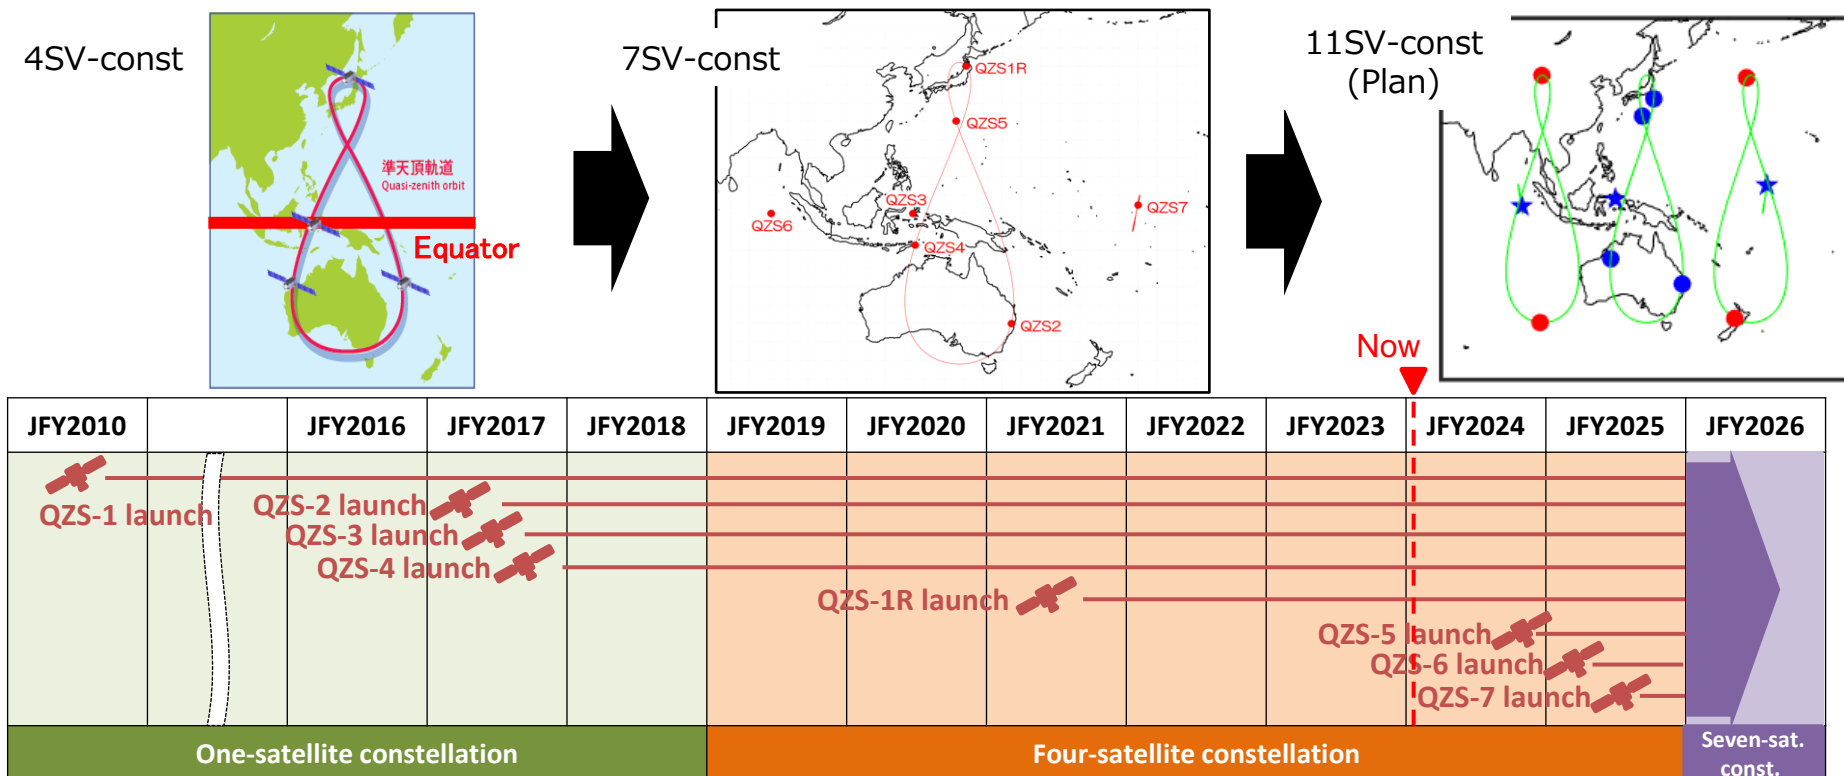 4SV-const
準天頂軌道
Quasi-zenith orbit
Equator
7SV-const
QZS1R
QZS5
QZS3
QZS6
QZS7
QZS4
QZS2
11SV-const
(Plan)
Now
JFY2010 JFY2016 JFY2017 JFY2018 JFY2019 JFY2020 JFY2021 JFY2022 JFY2023 JFY2024 JFY2025 JFY2026
QZS-1 launch
QZS-2 launch
QZS-3 launch
QZS-4 launch
QZS-1R launch
QZS-5 launch
QZS-6 launch
QZS-7 launch
One-satellite constellation
Four-satellite constellation
Seven-sat.
const.